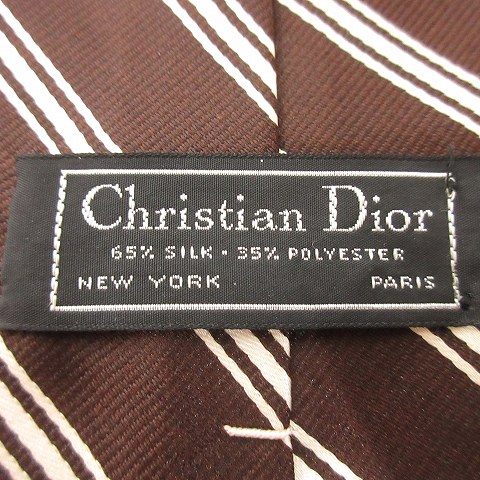 Christian Dior
65% SILK · 35% POLYESTER
NEW YORK PARIS